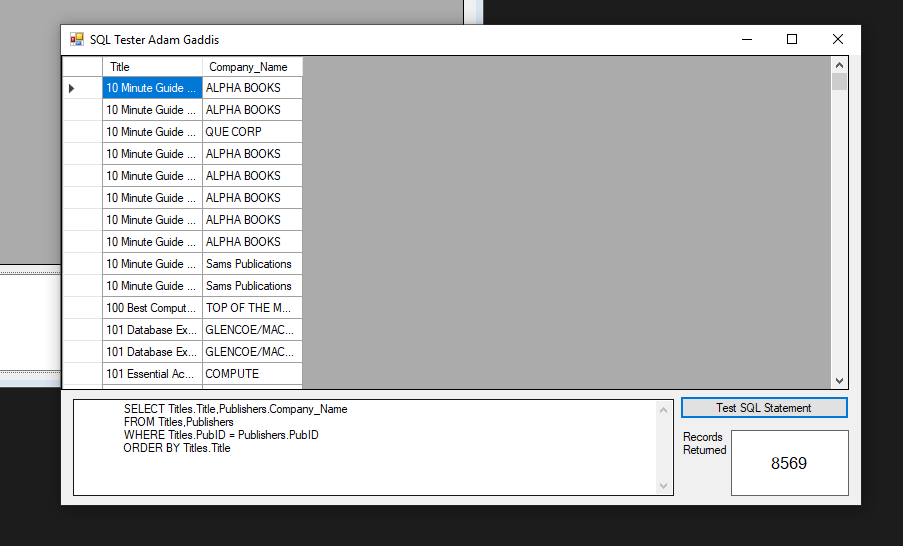 SQL Tester Adam Gaddis
Title Company_Name
10 Minute Guide ... ALPHA BOOKS
10 Minute Guide ... ALPHA BOOKS
10 Minute Guide ... QUE CORP
10 Minute Guide ... ALPHA BOOKS
10 Minute Guide ... ALPHA BOOKS
10 Minute Guide ... ALPHA BOOKS
10 Minute Guide ... ALPHA BOOKS
10 Minute Guide ... ALPHA BOOKS
10 Minute Guide ... Sams Publications
10 Minute Guide ... Sams Publications
100 Best Comput... TOP OF THE M...
101 Database Ex... GLENCOE/MAC...
101 Database Ex... GLENCOE/MAC...
101 Essential Ac... COMPUTE
SELECT Titles.Title,Publishers.Company_Name
FROM Titles,Publishers
WHERE Titles.PubID = Publishers.PubID
ORDER BY Titles.Title
Test SQL Statement
Records
Returned
8569